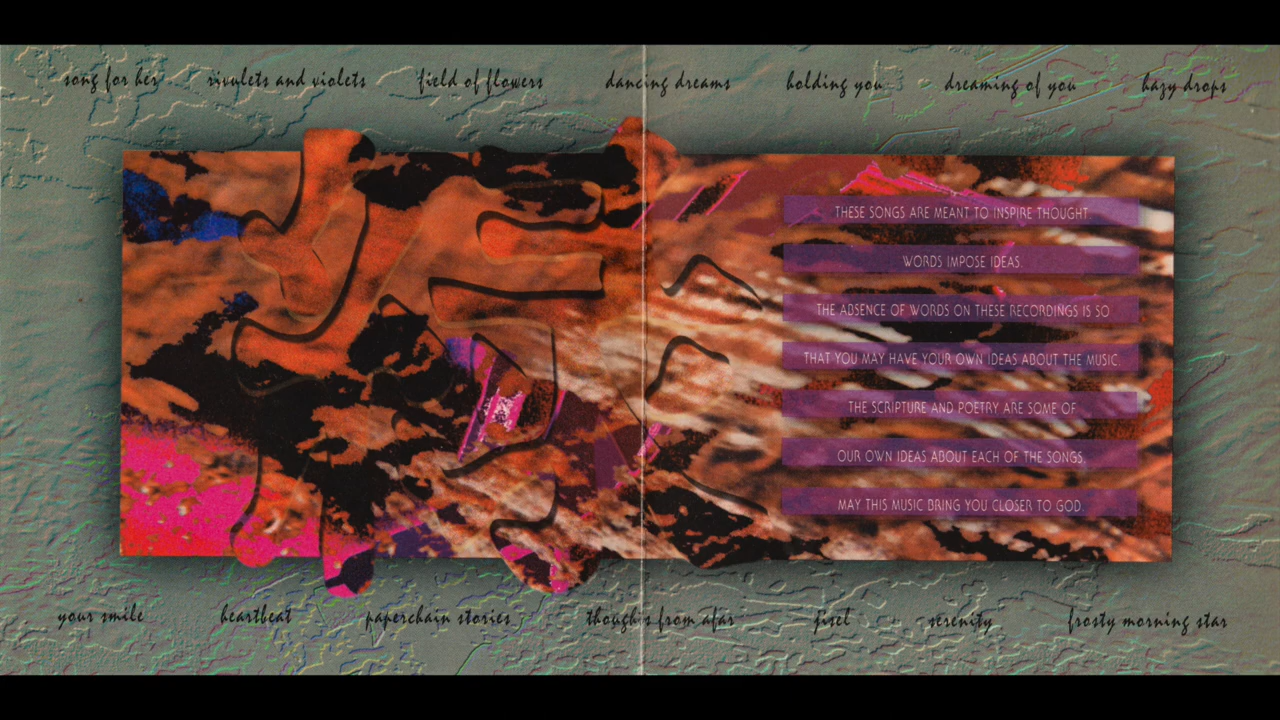 song for her rivulets and violets field of flowers dancing dreams holding you dreaming of you hazy drops
THESE SONGS ARE MEANT TO INSPIRE THOUGHT
WORDS IMPOSE IDEAS.
THE ABSENCE OF WORDS ON THESE RECORDINGS IS SO
THAT YOU MAY HAVE YOUR OWN IDEAS ABOUT THE MUSIC.
THE SCRIPTURE AND POETRY ARE SOME OF
OUR OWN IDEAS ABOUT EACH OF THE SONGS.
MAY THIS MUSIC BRING YOU CLOSER TO GOD.
your smile heartbeat paperchain stories thoughts from afar fisel serenity frosty morning star